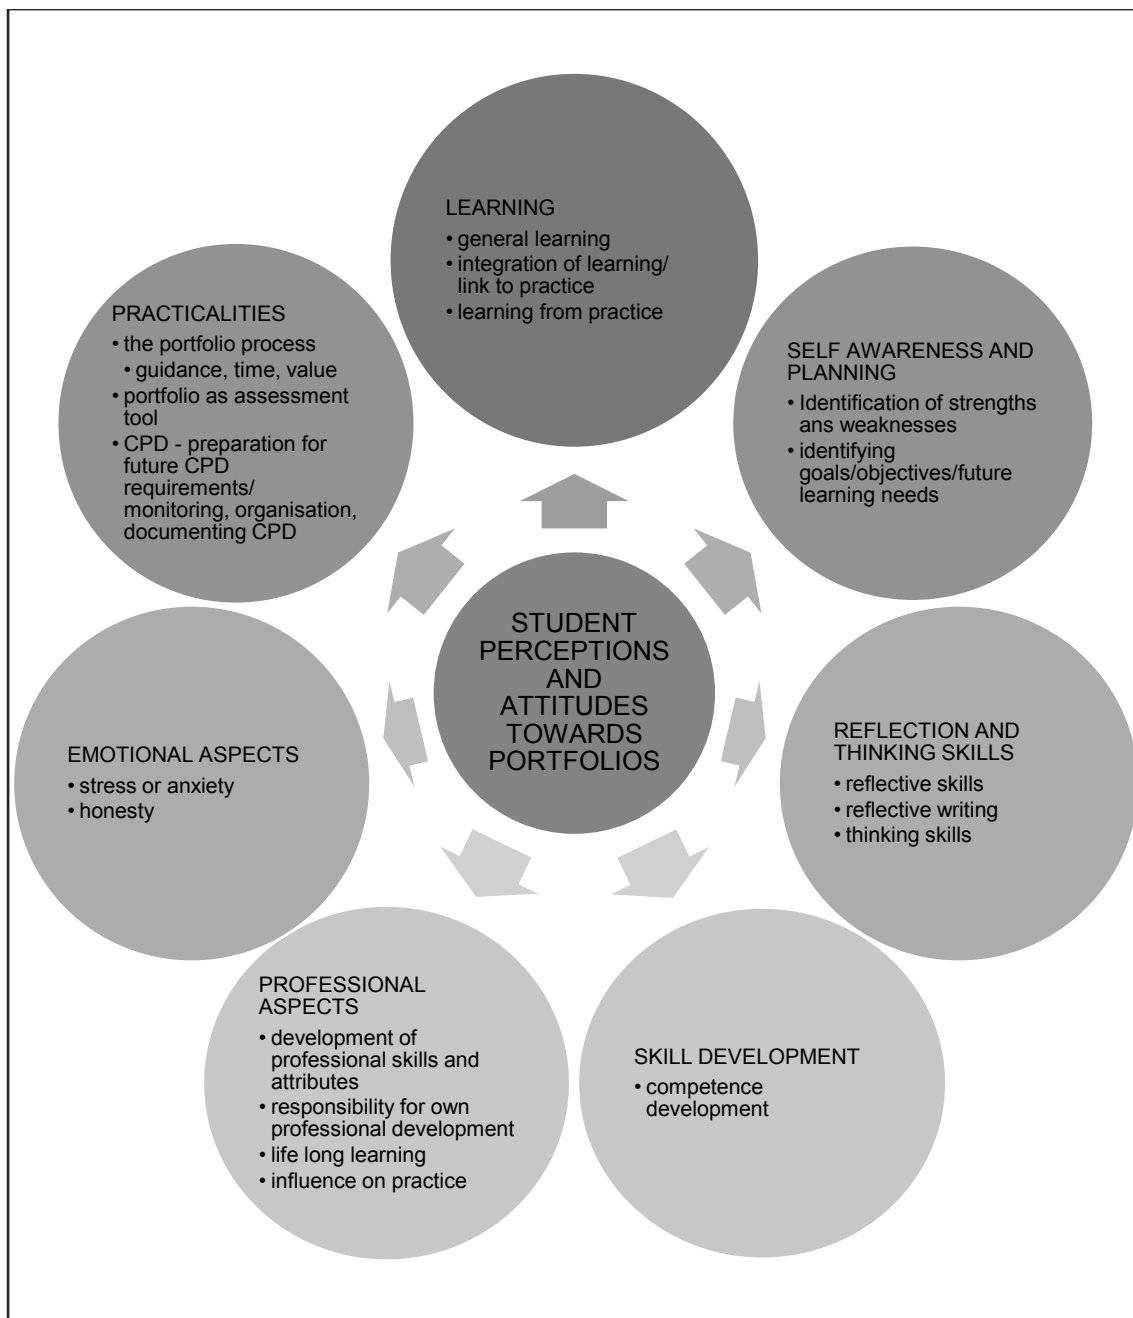 LEARNING
• general learning
• integration of learning/
link to practice
• learning from practice
SELF AWARENESS AND
PLANNING
• Identification of strengths
ans weaknesses
• identifying
goals/objectives/future
learning needs
REFLECTION AND
THINKING SKILLS
• reflective skills
• reflective writing
• thinking skills
SKILL DEVELOPMENT
• competence
development
PROFESSIONAL
ASPECTS
• development of
professional skills and
attributes
• responsibility for own
professional development
• life long learning
• influence on practice
EMOTIONAL ASPECTS
• stress or anxiety
• honesty
PRACTICALITIES
• the portfolio process
• guidance, time, value
• portfolio as assessment
tool
• CPD - preparation for
future CPD
requirements/
monitoring, organisation,
documenting CPD
STUDENT
PERCEPTIONS
AND
ATTITUDES
TOWARDS
PORTFOLIOS